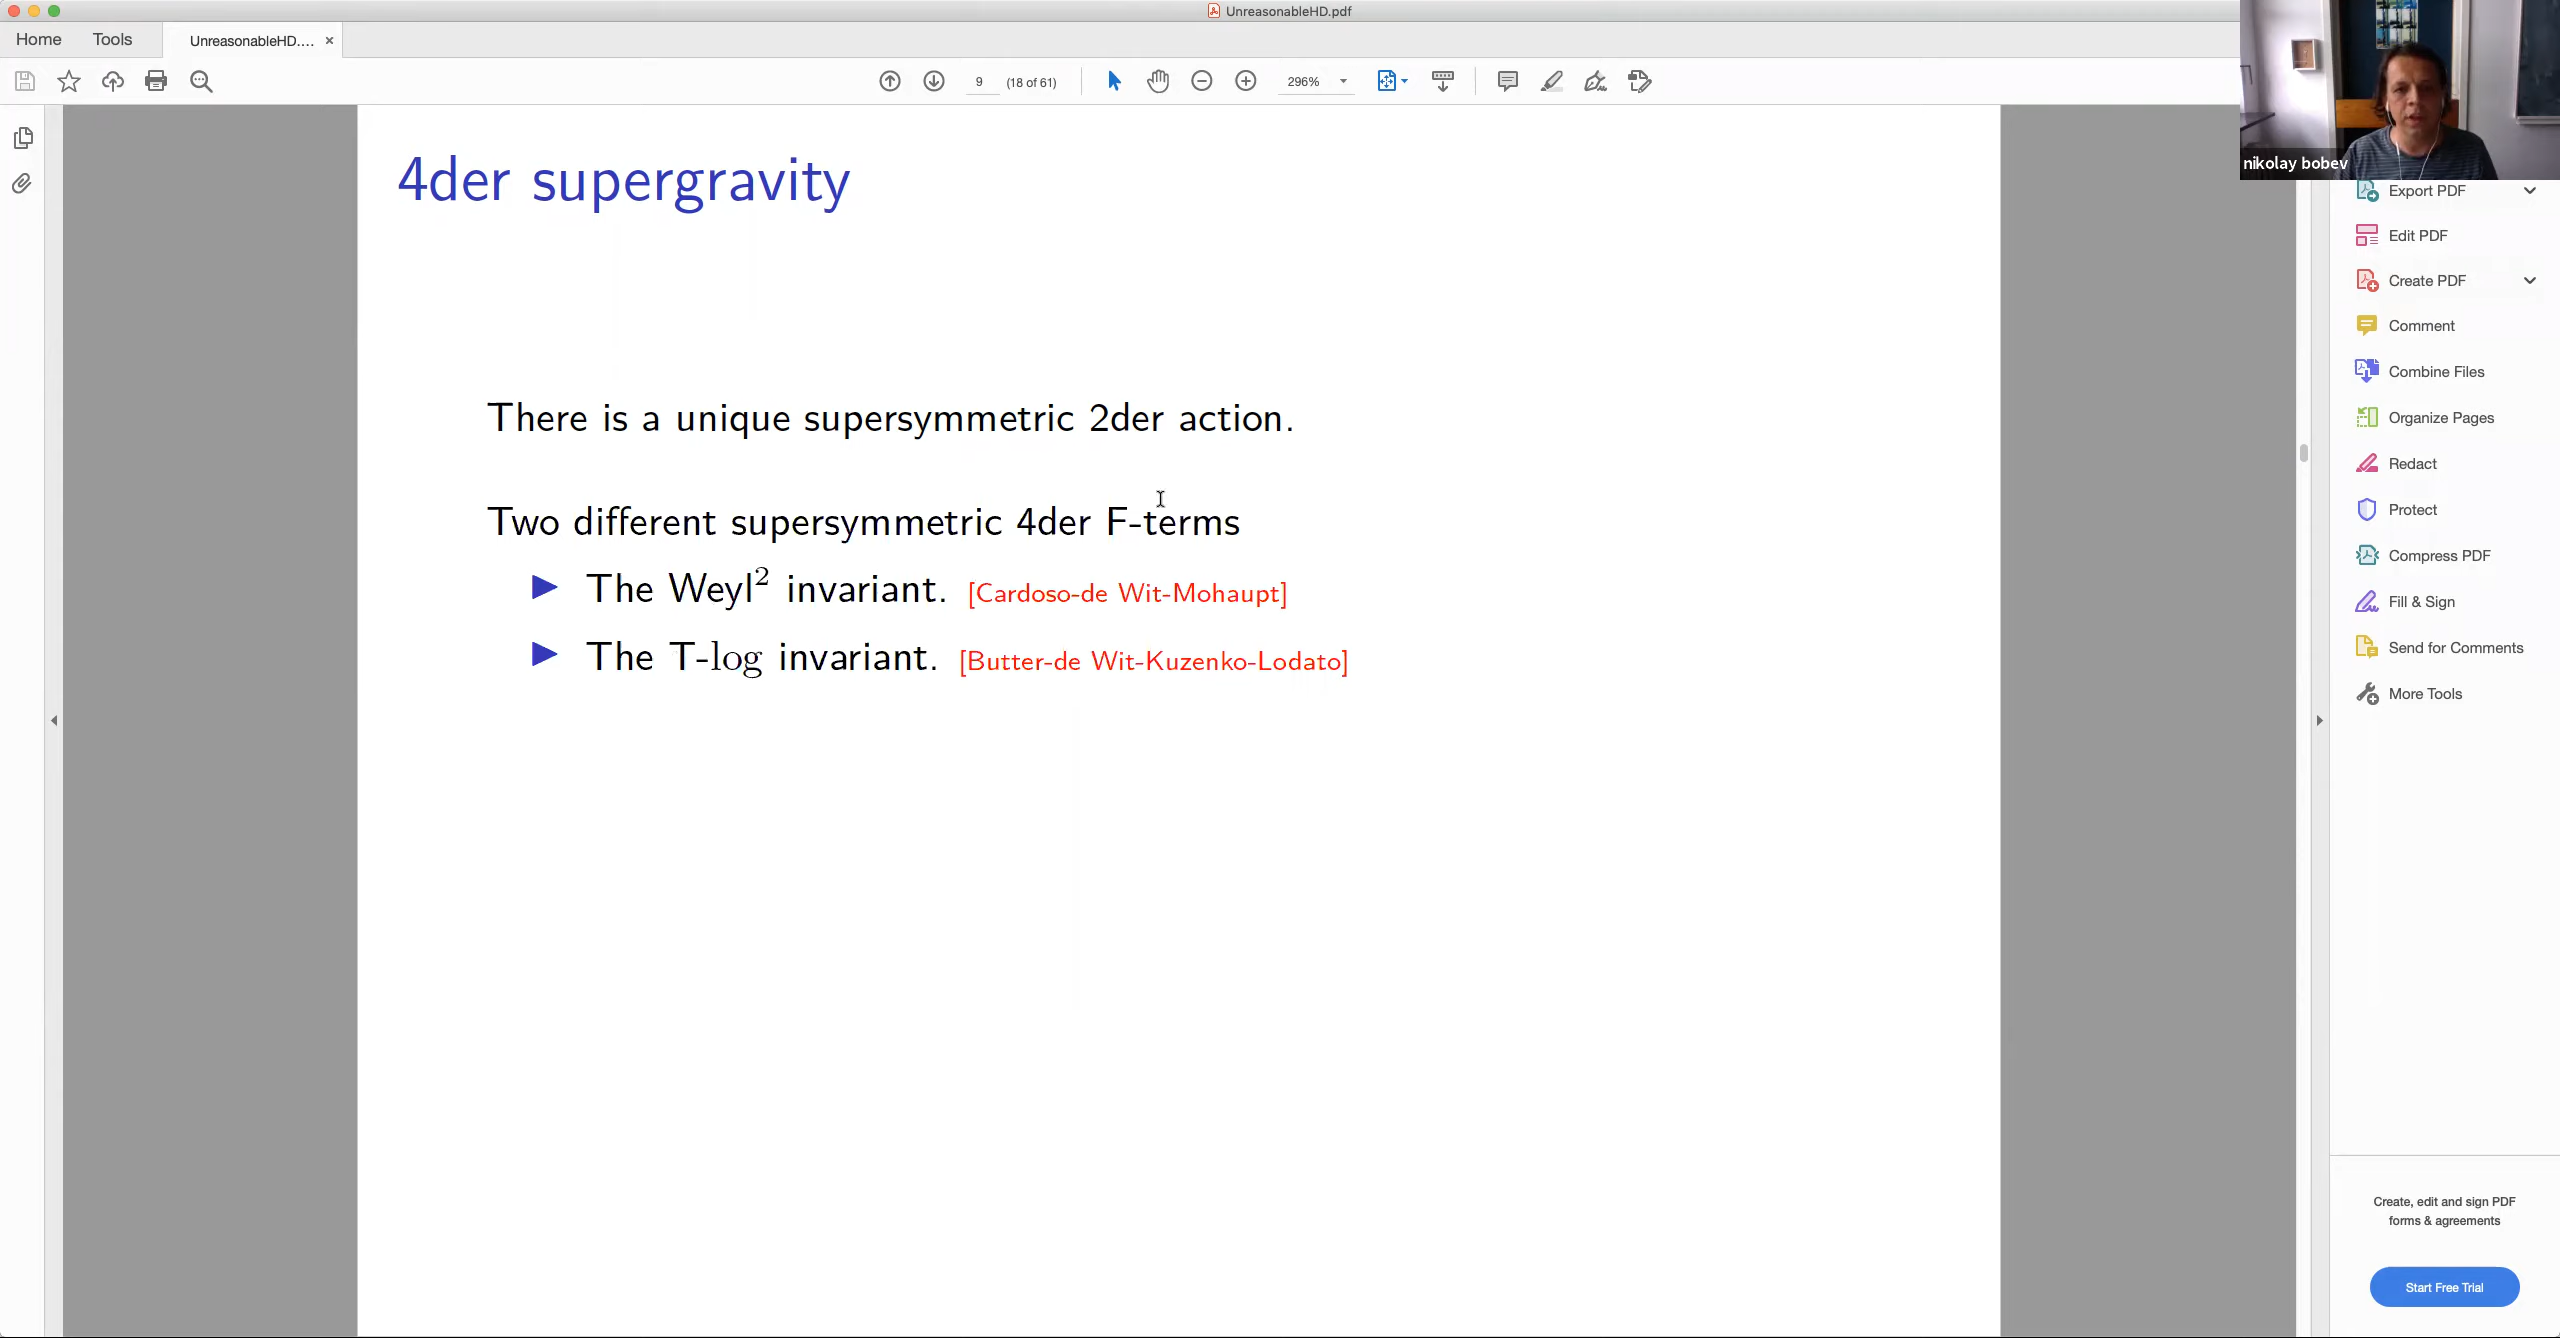 UnreasonableHD.pdf
Home Tools UnreasonableHD.... ×
9 (18 of 61) 296%
nikolay bobev
4der supergravity
There is a unique supersymmetric 2der action.
Two different supersymmetric 4der F-terms
▶ The Weyl² invariant. [Cardoso-de Wit-Mohaupt]
▶ The T-log invariant. [Butter-de Wit-Kuzenko-Lodato]
Export PDF
Edit PDF
Create PDF
Comment
Combine Files
Organize Pages
Redact
Protect
Compress PDF
Fill & Sign
Send for Comments
More Tools
Create, edit and sign PDF
forms & agreements
Start Free Trial